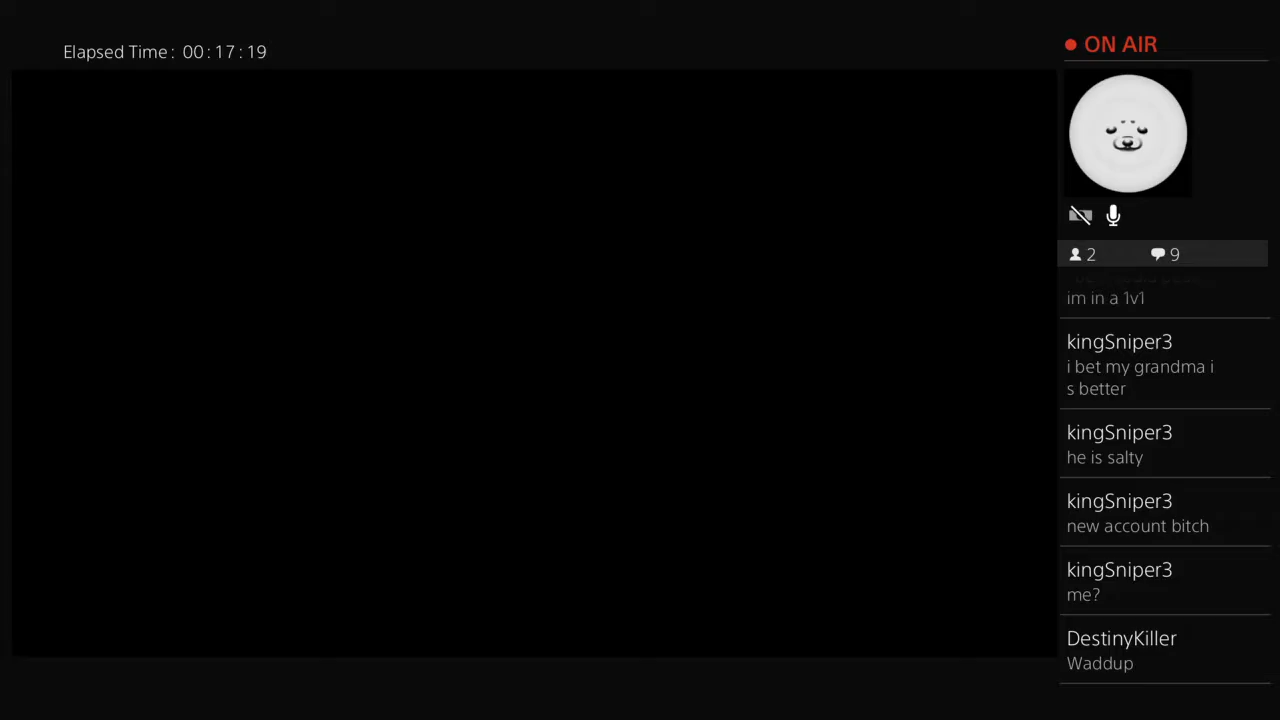 Elapsed Time: 00:17:19
ON AIR
2 9
im in a 1v1
kingSniper3
i bet my grandma i
s better
kingSniper3
he is salty
kingSniper3
new account bitch
kingSniper3
me?
DestinyKiller
Waddup